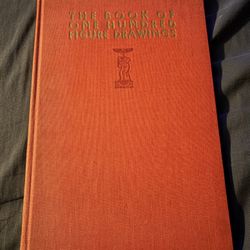 THE BOOK OF
ONE HUNDRED
FIGURE DRAWINGS